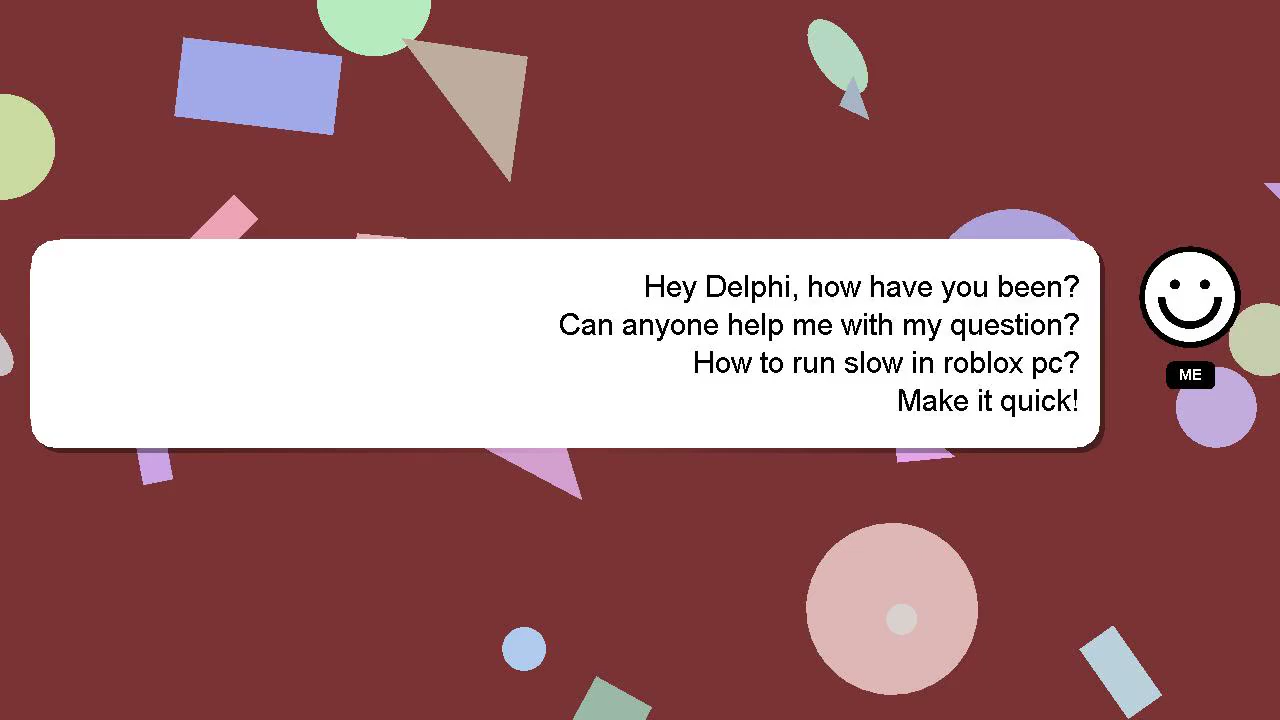 Hey Delphi, how have you been?
Can anyone help me with my question?
How to run slow in roblox pc?
Make it quick!
ME